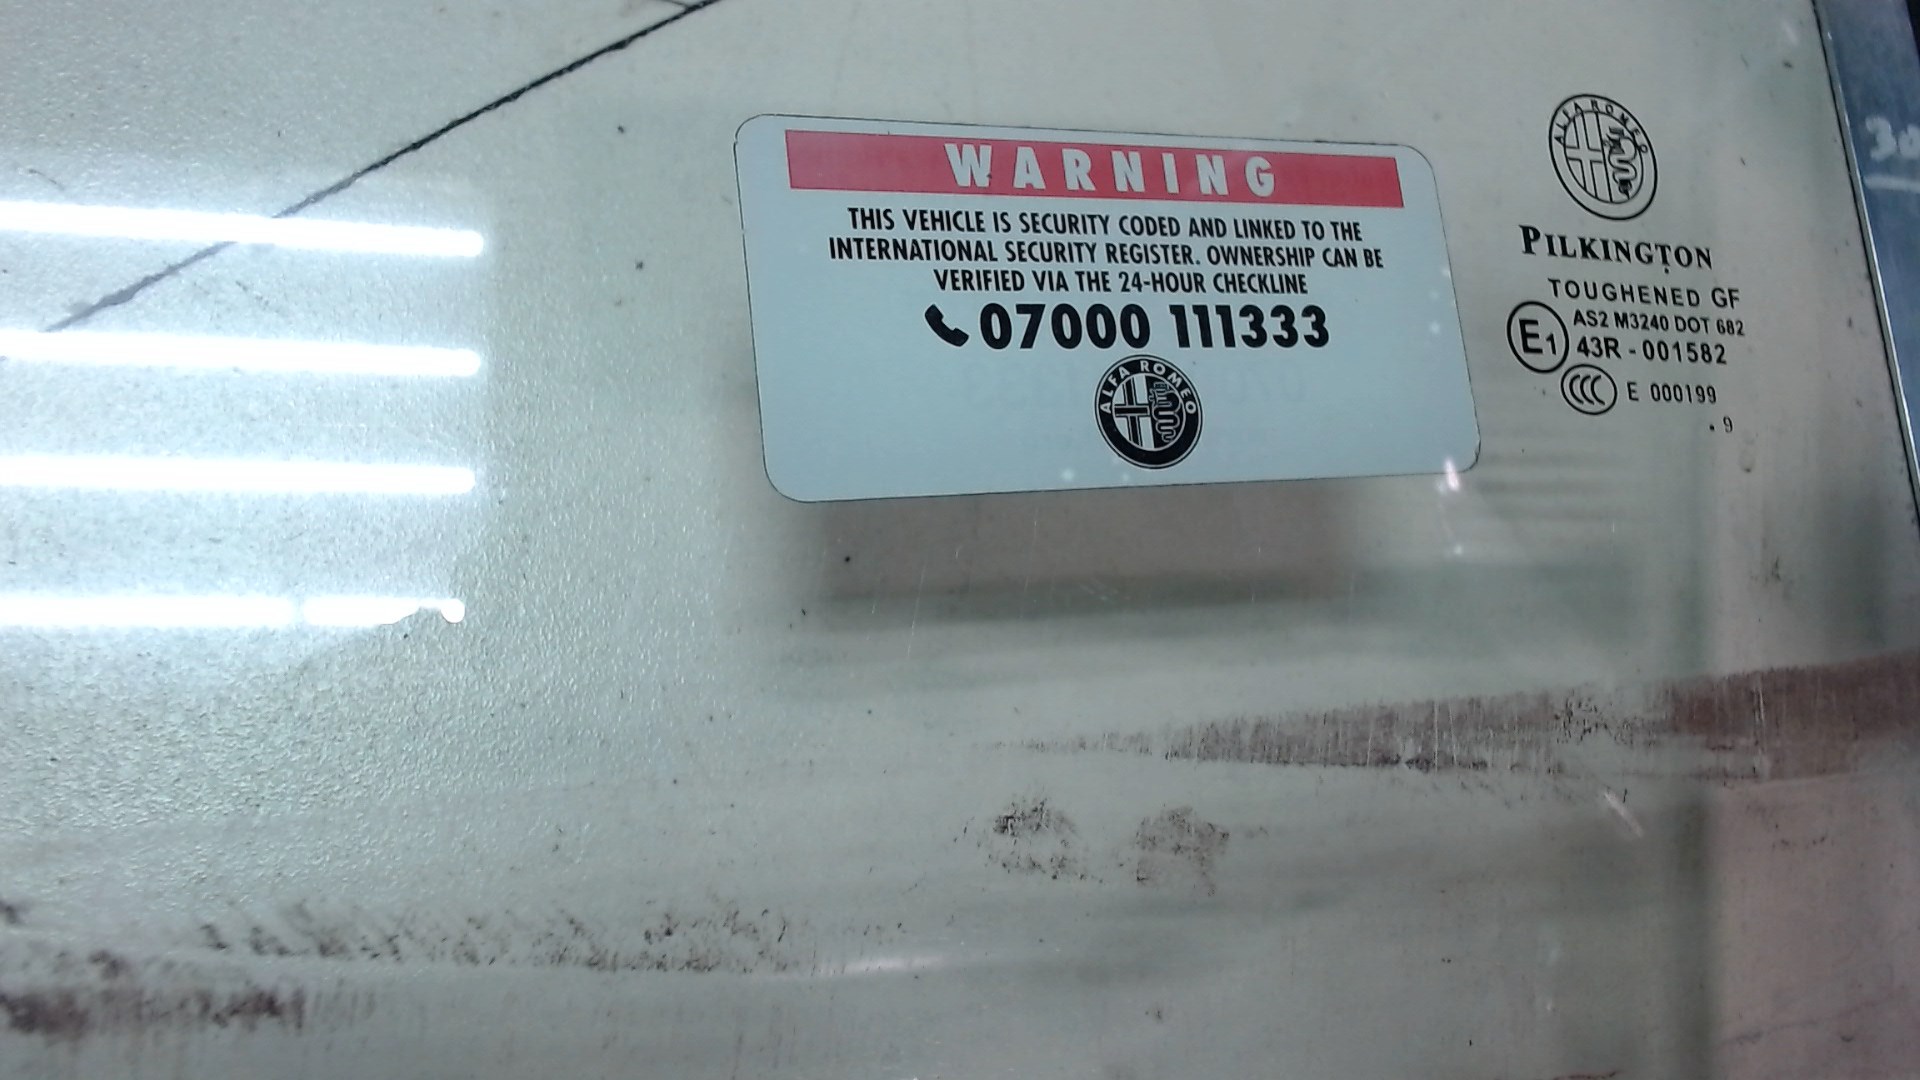 WARNING
THIS VEHICLE IS SECURITY CODED AND LINKED TO THE
INTERNATIONAL SECURITY REGISTER. OWNERSHIP CAN BE
VERIFIED VIA THE 24-HOUR CHECKLINE
07000 111333
ALFA ROMEO
ALFA ROMEO
PILKINGTON
TOUGHENED GF
AS2 M3240 DOT 682
E1 43R - 001582
CCC E 000199
. 9